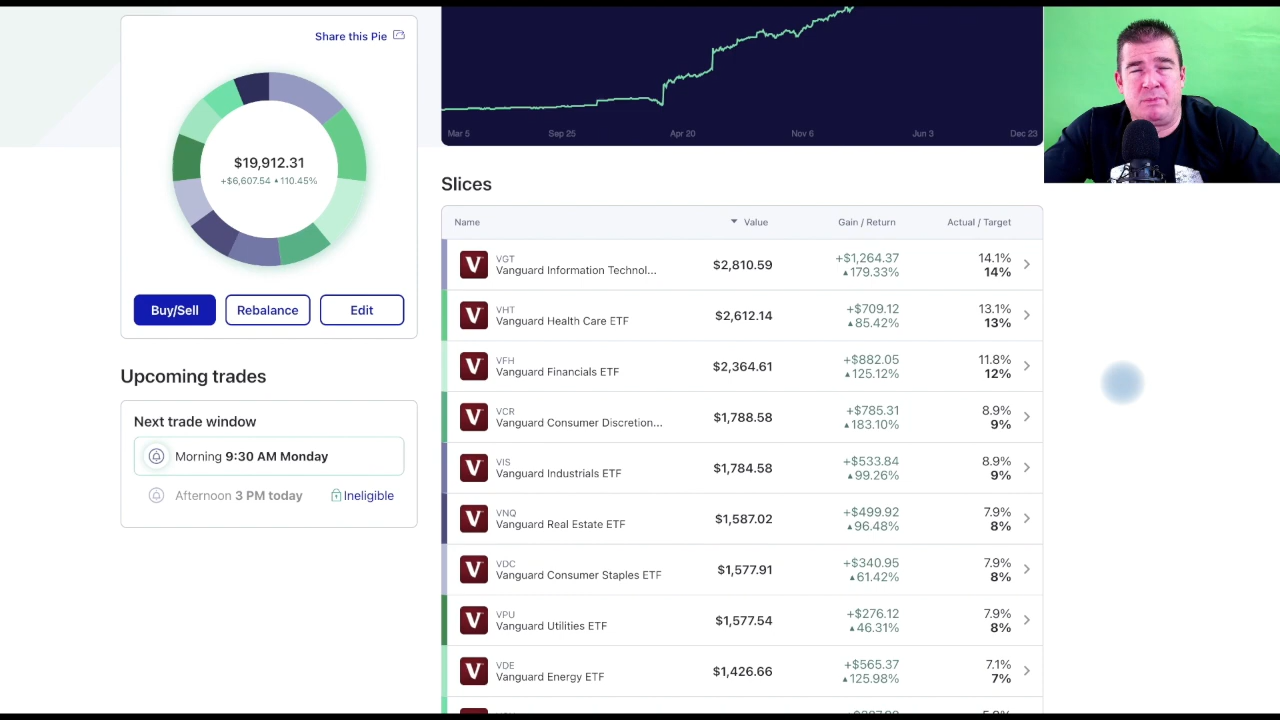 Share this Pie
$19,912.31
+$6,607.54 ▲110.45%
Buy/Sell
Rebalance
Edit
Upcoming trades
Next trade window
Morning 9:30 AM Monday
Afternoon 3 PM today
Ineligible
Mar 5 Sep 25 Apr 20 Nov 6 Jun 3 Dec 23
Slices
Name Value Gain / Return Actual / Target
VGT
Vanguard Information Technol...
$2,810.59
+$1,264.37
▲179.33%
14.1%
14%
VHT
Vanguard Health Care ETF
$2,612.14
+$709.12
▲85.42%
13.1%
13%
VFH
Vanguard Financials ETF
$2,364.61
+$882.05
▲125.12%
11.8%
12%
VCR
Vanguard Consumer Discretion...
$1,788.58
+$785.31
▲183.10%
8.9%
9%
VIS
Vanguard Industrials ETF
$1,784.58
+$533.84
▲99.26%
8.9%
9%
VNQ
Vanguard Real Estate ETF
$1,587.02
+$499.92
▲96.48%
7.9%
8%
VDC
Vanguard Consumer Staples ETF
$1,577.91
+$340.95
▲61.42%
7.9%
8%
VPU
Vanguard Utilities ETF
$1,577.54
+$276.12
▲46.31%
7.9%
8%
VDE
Vanguard Energy ETF
$1,426.66
+$565.37
▲125.98%
7.1%
7%